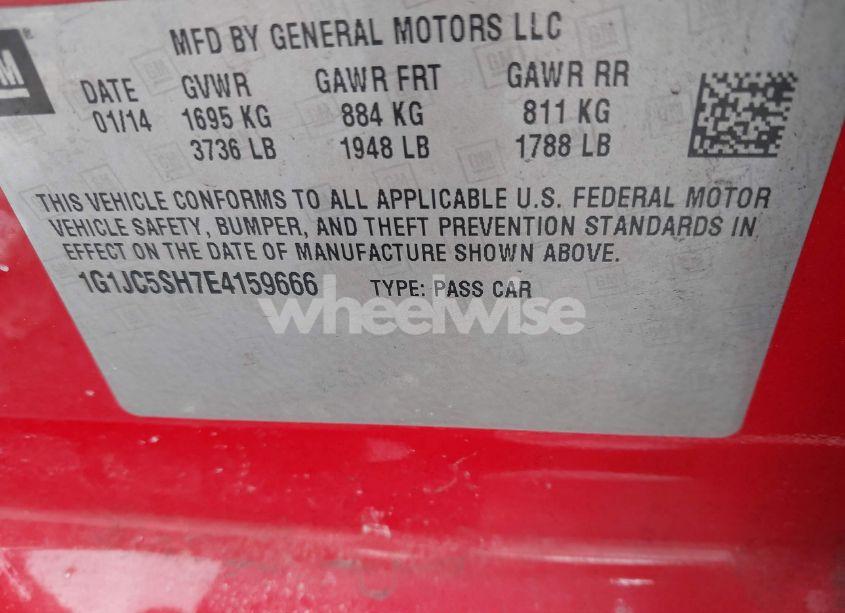 GM®
MFD BY GENERAL MOTORS LLC
DATE GVWR GAWR FRT GAWR RR
01/14 1695 KG 884 KG 811 KG
3736 LB 1948 LB 1788 LB
THIS VEHICLE CONFORMS TO ALL APPLICABLE U.S. FEDERAL MOTOR
VEHICLE SAFETY, BUMPER, AND THEFT PREVENTION STANDARDS IN
EFFECT ON THE DATE OF MANUFACTURE SHOWN ABOVE.
1G1JC5SH7E4159666 TYPE: PASS CAR
wheelwise